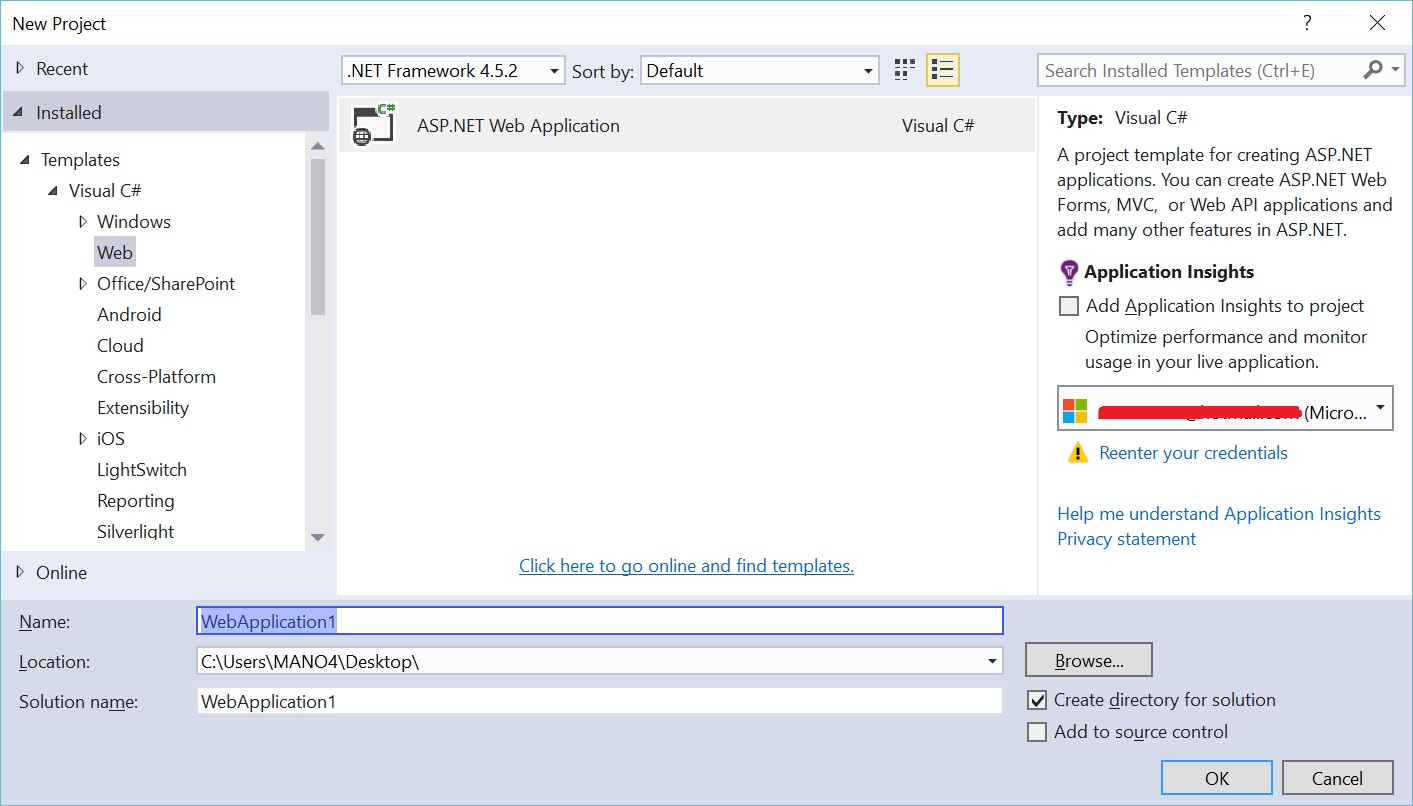 New Project
?
Recent
.NET Framework 4.5.2
Sort by:
Default
Search Installed Templates (Ctrl+E)
Installed
Templates
Visual C#
Windows
Web
Office/SharePoint
Android
Cloud
Cross-Platform
Extensibility
iOS
LightSwitch
Reporting
Silverlight
Online
C#
ASP.NET Web Application
Visual C#
Click here to go online and find templates.
Type: Visual C#
A project template for creating ASP.NET
applications. You can create ASP.NET Web
Forms, MVC, or Web API applications and
add many other features in ASP.NET.
Application Insights
Add Application Insights to project
Optimize performance and monitor
usage in your live application.
(Micro...
Reenter your credentials
Help me understand Application Insights
Privacy statement
Name:
WebApplication1
Location:
C:\Users\MANO4\Desktop\
Browse...
Solution name:
WebApplication1
Create directory for solution
Add to source control
OK
Cancel